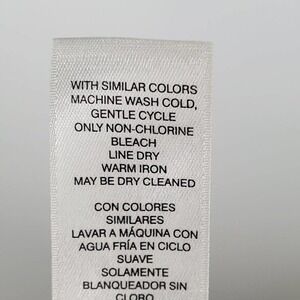 WITH SIMILAR COLORS
MACHINE WASH COLD,
GENTLE CYCLE
ONLY NON-CHLORINE
BLEACH
LINE DRY
WARM IRON
MAY BE DRY CLEANED
CON COLORES
SIMILARES
LAVAR A MÁQUINA CON
AGUA FRÍA EN CICLO
SUAVE
SOLAMENTE
BLANQUEADOR SIN
CLORO